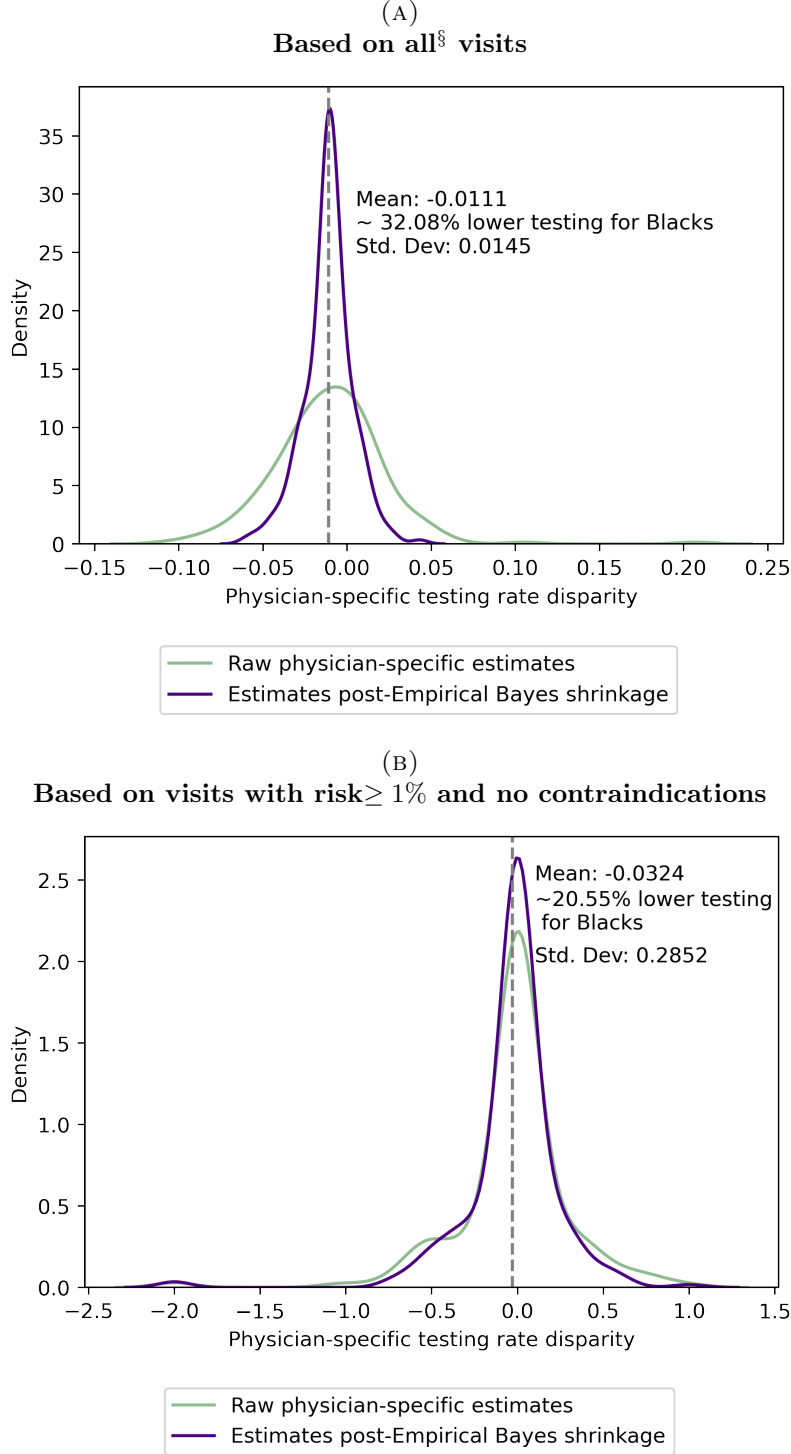 (A)
Based on all§ visits
35
30
25
20
15
10
5
0
Density
Mean: -0.0111
~ 32.08% lower testing for Blacks
Std. Dev: 0.0145
−0.15 −0.10 −0.05 0.00 0.05 0.10 0.15 0.20 0.25
Physician-specific testing rate disparity
Raw physician-specific estimates
Estimates post-Empirical Bayes shrinkage
(B)
Based on visits with risk≥ 1% and no contraindications
2.5
2.0
1.5
1.0
0.5
0.0
Density
Mean: -0.0324
~20.55% lower testing
for Blacks
Std. Dev: 0.2852
−2.5 −2.0 −1.5 −1.0 −0.5 0.0 0.5 1.0 1.5
Physician-specific testing rate disparity
Raw physician-specific estimates
Estimates post-Empirical Bayes shrinkage